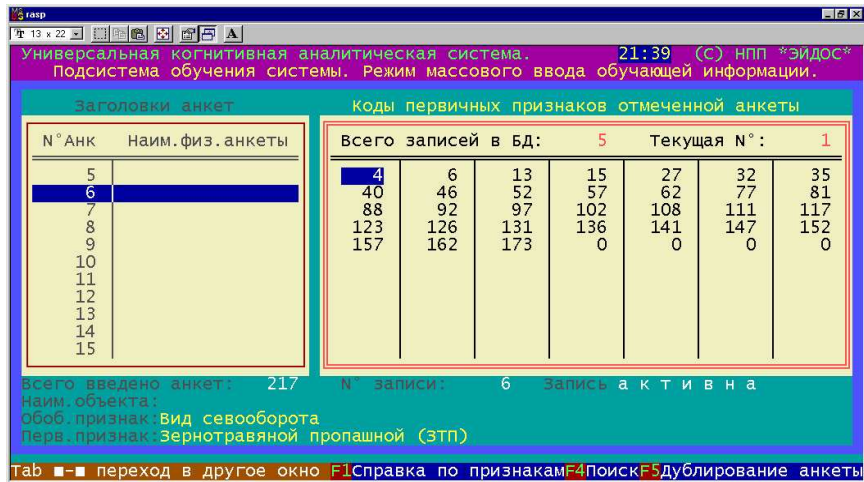 rasp
13 x 22
Универсальная когнитивная аналитическая система. 21:39 (C) НПП *ЭЙДОС*
Подсистема обучения системы. Режим массового ввода обучающей информации.
Заголовки анкет Коды первичных признаков отмеченной анкеты
N°Анк Наим.физ.анкеты Всего записей в БД: 5 Текущая N°: 1
5 4 6 13 15 27 32 35
6 40 46 52 57 62 77 81
7 88 92 97 102 108 111 117
8 123 126 131 136 141 147 152
9 157 162 173 0 0 0 0
10
11
12
13
14
15
Всего введено анкет: 217 N° записи: 6 Запись а к т и в н а
Наим.объекта:
Обоб.признак:Вид севооборота
Перв.признак:Зернотравяной пропашной (ЗТП)
Tab ■-■ переход в другое окно F1Справка по признакамF4ПоискF5Дублирование анкеты